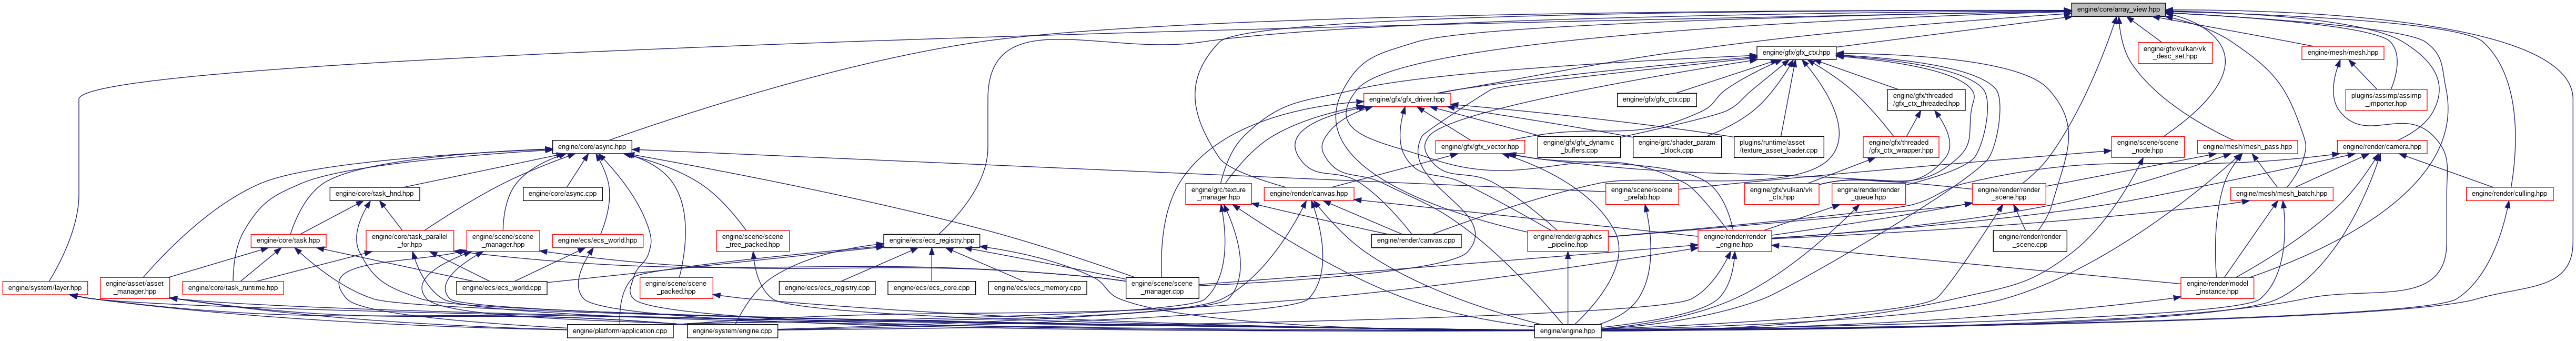 engine/core/array_view.hpp
engine/gfx/gfx_ctx.hpp
engine/gfx/vulkan/vk
_desc_set.hpp
engine/mesh/mesh.hpp
engine/gfx/gfx_driver.hpp
engine/gfx/gfx_ctx.cpp
engine/gfx/threaded
/gfx_ctx_threaded.hpp
plugins/assimp/assimp
_importer.hpp
engine/core/async.hpp
engine/gfx/gfx_vector.hpp
engine/gfx/gfx_dynamic
_buffers.cpp
engine/grc/shader_param
_block.cpp
plugins/runtime/asset
/texture_asset_loader.cpp
engine/gfx/threaded
/gfx_ctx_wrapper.hpp
engine/scene/scene
_node.hpp
engine/mesh/mesh_pass.hpp
engine/render/camera.hpp
engine/core/task_hnd.hpp
engine/core/async.cpp
engine/grc/texture
_manager.hpp
engine/render/canvas.hpp
engine/scene/scene
_prefab.hpp
engine/gfx/vulkan/vk
_ctx.hpp
engine/render/render
_queue.hpp
engine/render/render
_scene.hpp
engine/mesh/mesh_batch.hpp
engine/render/culling.hpp
engine/core/task.hpp
engine/core/task_parallel
_for.hpp
engine/scene/scene
_manager.hpp
engine/ecs/ecs_world.hpp
engine/scene/scene
_tree_packed.hpp
engine/ecs/ecs_registry.hpp
engine/render/canvas.cpp
engine/render/graphics
_pipeline.hpp
engine/render/render
_engine.hpp
engine/render/render
_scene.cpp
engine/system/layer.hpp
engine/asset/asset
_manager.hpp
engine/core/task_runtime.hpp
engine/ecs/ecs_world.cpp
engine/scene/scene
_packed.hpp
engine/ecs/ecs_registry.cpp
engine/ecs/ecs_core.cpp
engine/ecs/ecs_memory.cpp
engine/scene/scene
_manager.cpp
engine/render/model
_instance.hpp
engine/platform/application.cpp
engine/system/engine.cpp
engine/engine.hpp